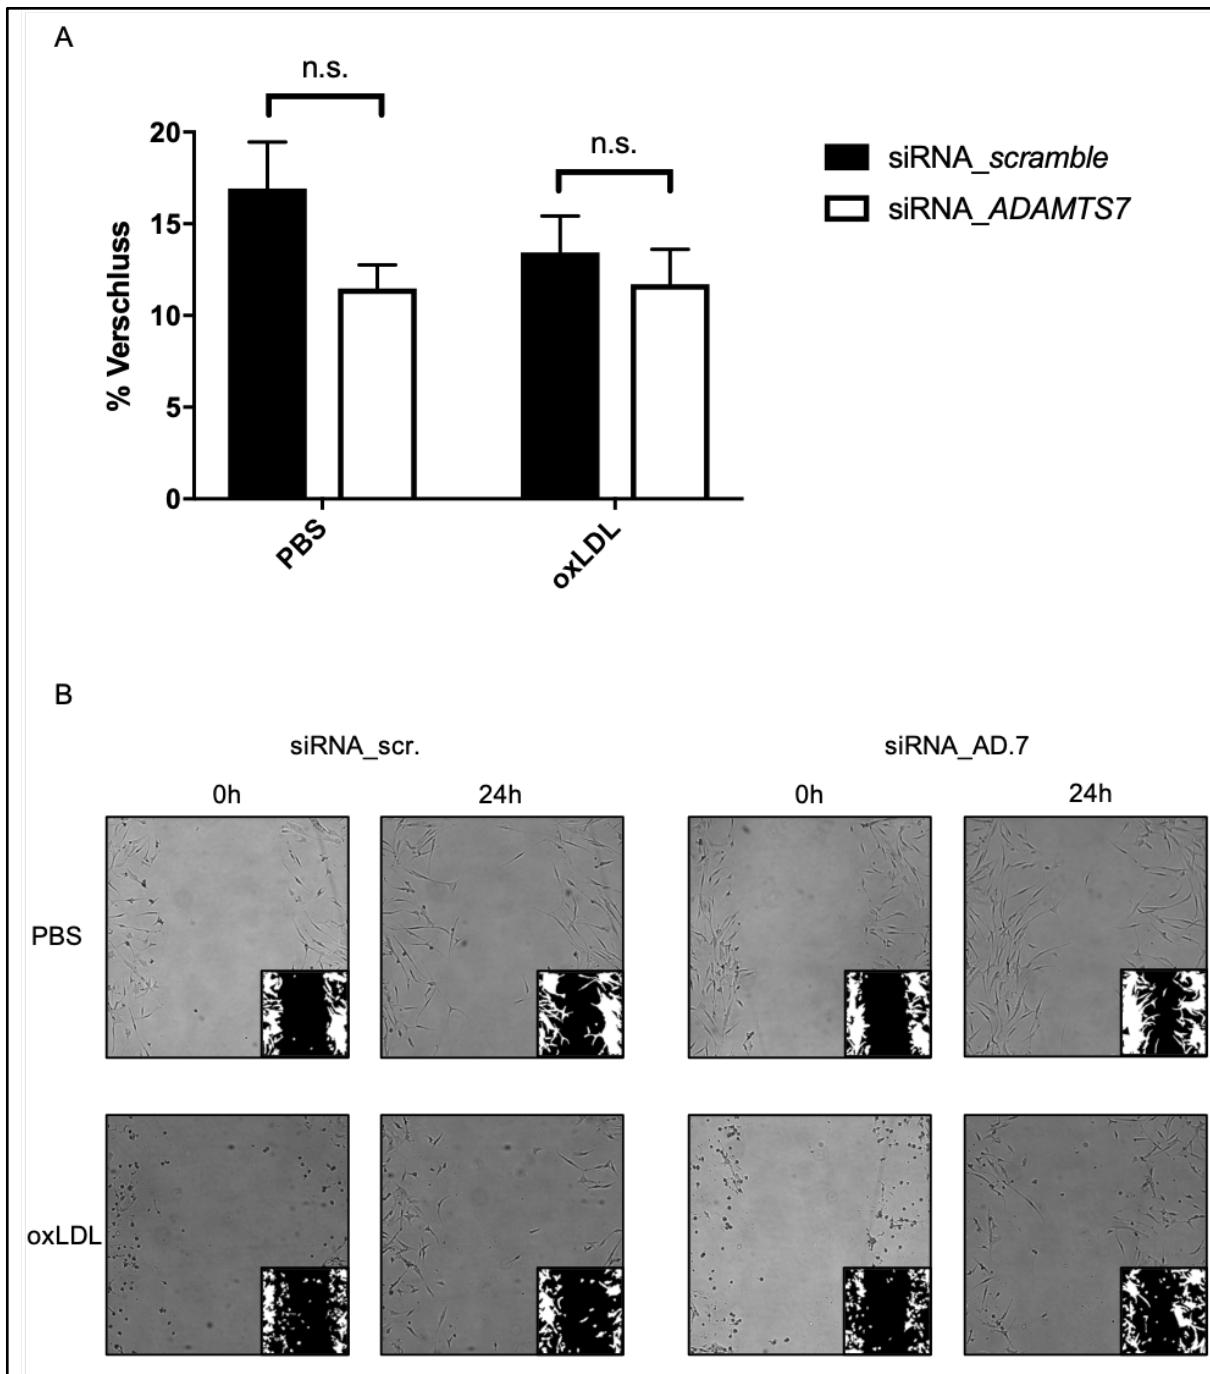 A
n.s.
n.s.
20
15
10
5
0
% Verschluss
PBS
oxLDL
siRNA_scramble
siRNA_ADAMTS7
B
siRNA_scr.
siRNA_AD.7
0h
24h
0h
24h
PBS
oxLDL